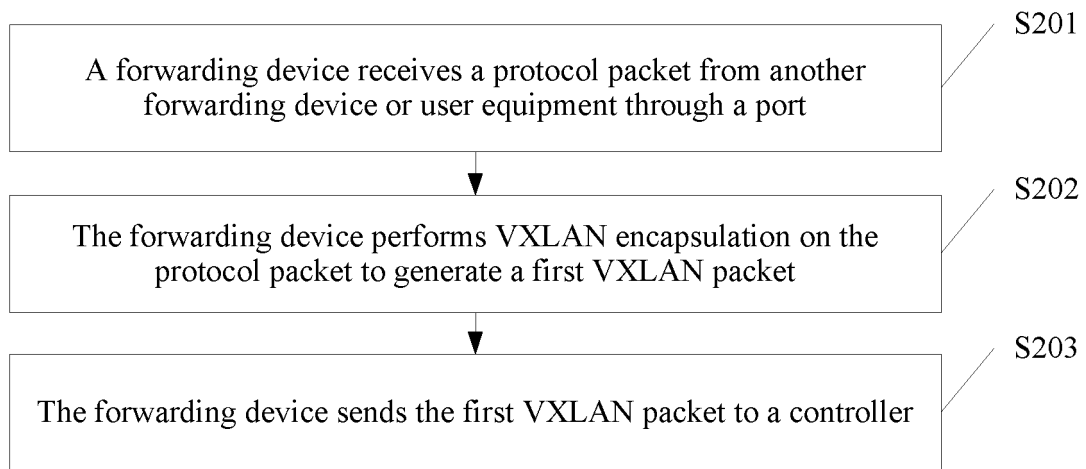 S201
A forwarding device receives a protocol packet from another
forwarding device or user equipment through a port
S202
The forwarding device performs VXLAN encapsulation on the
protocol packet to generate a first VXLAN packet
S203
The forwarding device sends the first VXLAN packet to a controller